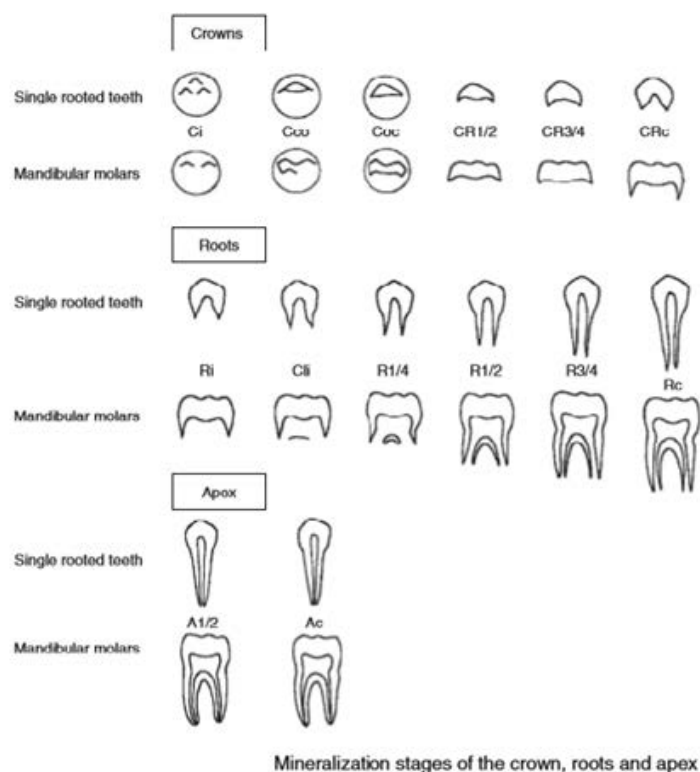 Crowns
Single rooted teeth
Ci Cco Coc CR1/2 CR3/4 CRc
Mandibular molars
Roots
Single rooted teeth
Ri Cli R1/4 R1/2 R3/4 Rc
Mandibular molars
Apox
Single rooted teeth
A1/2 Ac
Mandibular molars
Mineralization stages of the crown, roots and apex